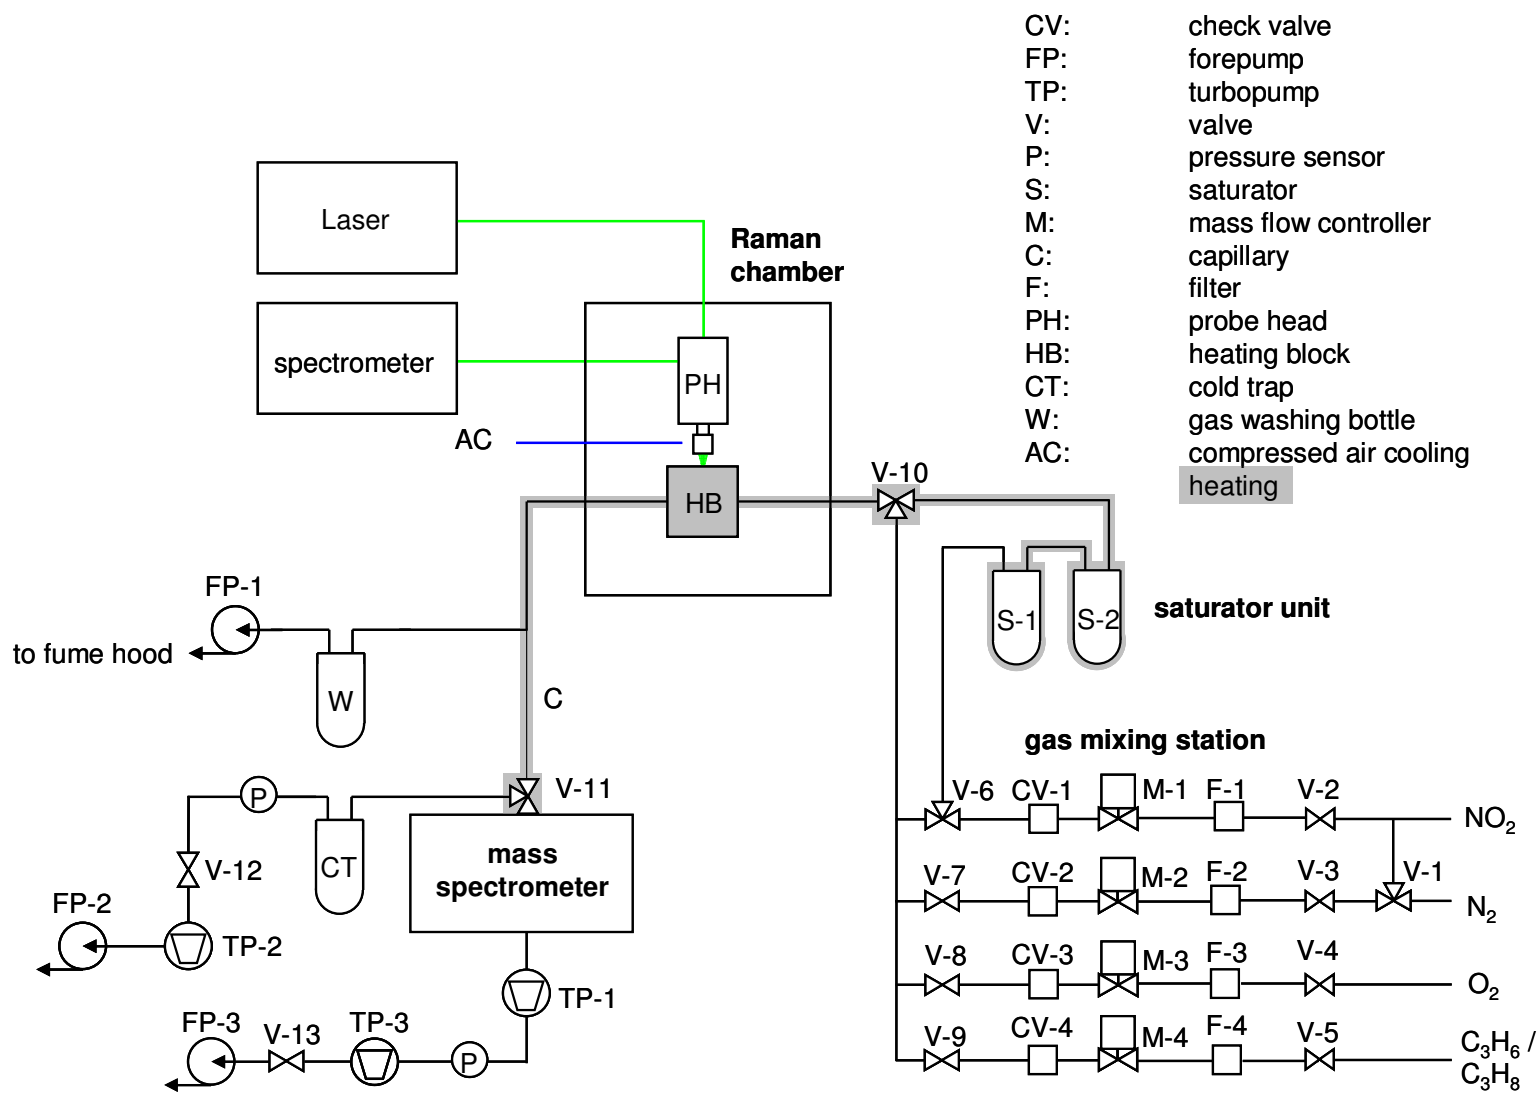 CV: check valve
FP: forepump
TP: turbopump
V: valve
P: pressure sensor
S: saturator
M: mass flow controller
C: capillary
F: filter
PH: probe head
HB: heating block
CT: cold trap
W: gas washing bottle
AC: compressed air cooling
heating
Laser
Raman
chamber
spectrometer
PH
AC
HB
V-10
FP-1
to fume hood
W
C
S-1
S-2
saturator unit
gas mixing station
V-6 CV-1 M-1 F-1 V-2 NO₂
V-7 CV-2 M-2 F-2 V-3 V-1 N₂
V-8 CV-3 M-3 F-3 V-4 O₂
V-9 CV-4 M-4 F-4 V-5 C₃H₆ /
C₃H₈
P
V-11
V-12
CT
mass
spectrometer
FP-2
TP-2
TP-1
FP-3
V-13
TP-3
P